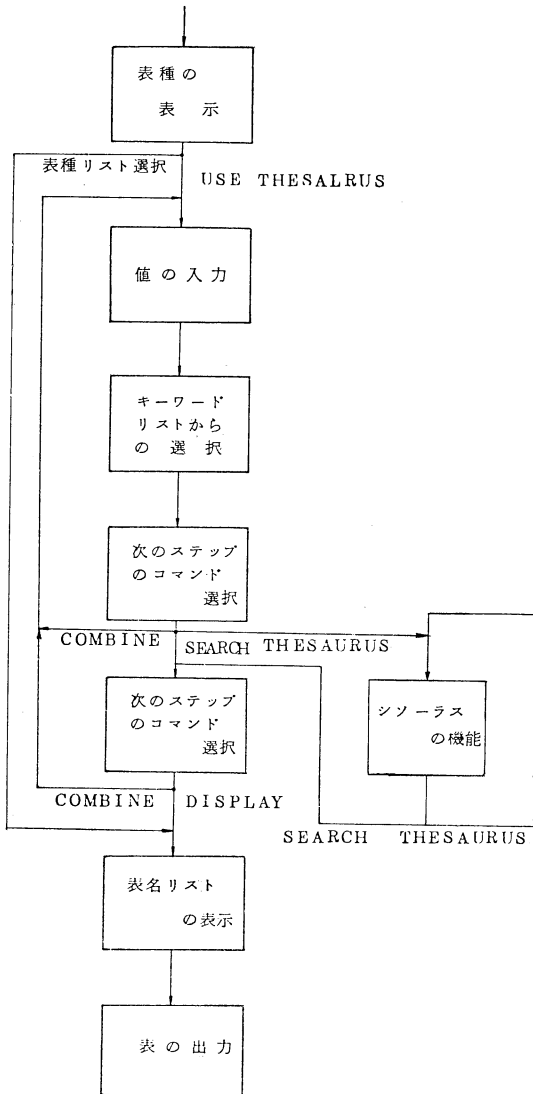 表種の
表示
表種リスト選択
USE THESALRUS
値の入力
キーワード
リストから
の選択
次のステップ
のコマンド
選択
COMBINE
SEARCH
THESAURUS
次のステップ
のコマンド
選択
シソーラス
の機能
COMBINE
DISPLAY
SEARCH
THESAURUS
表名リスト
の表示
表の出力